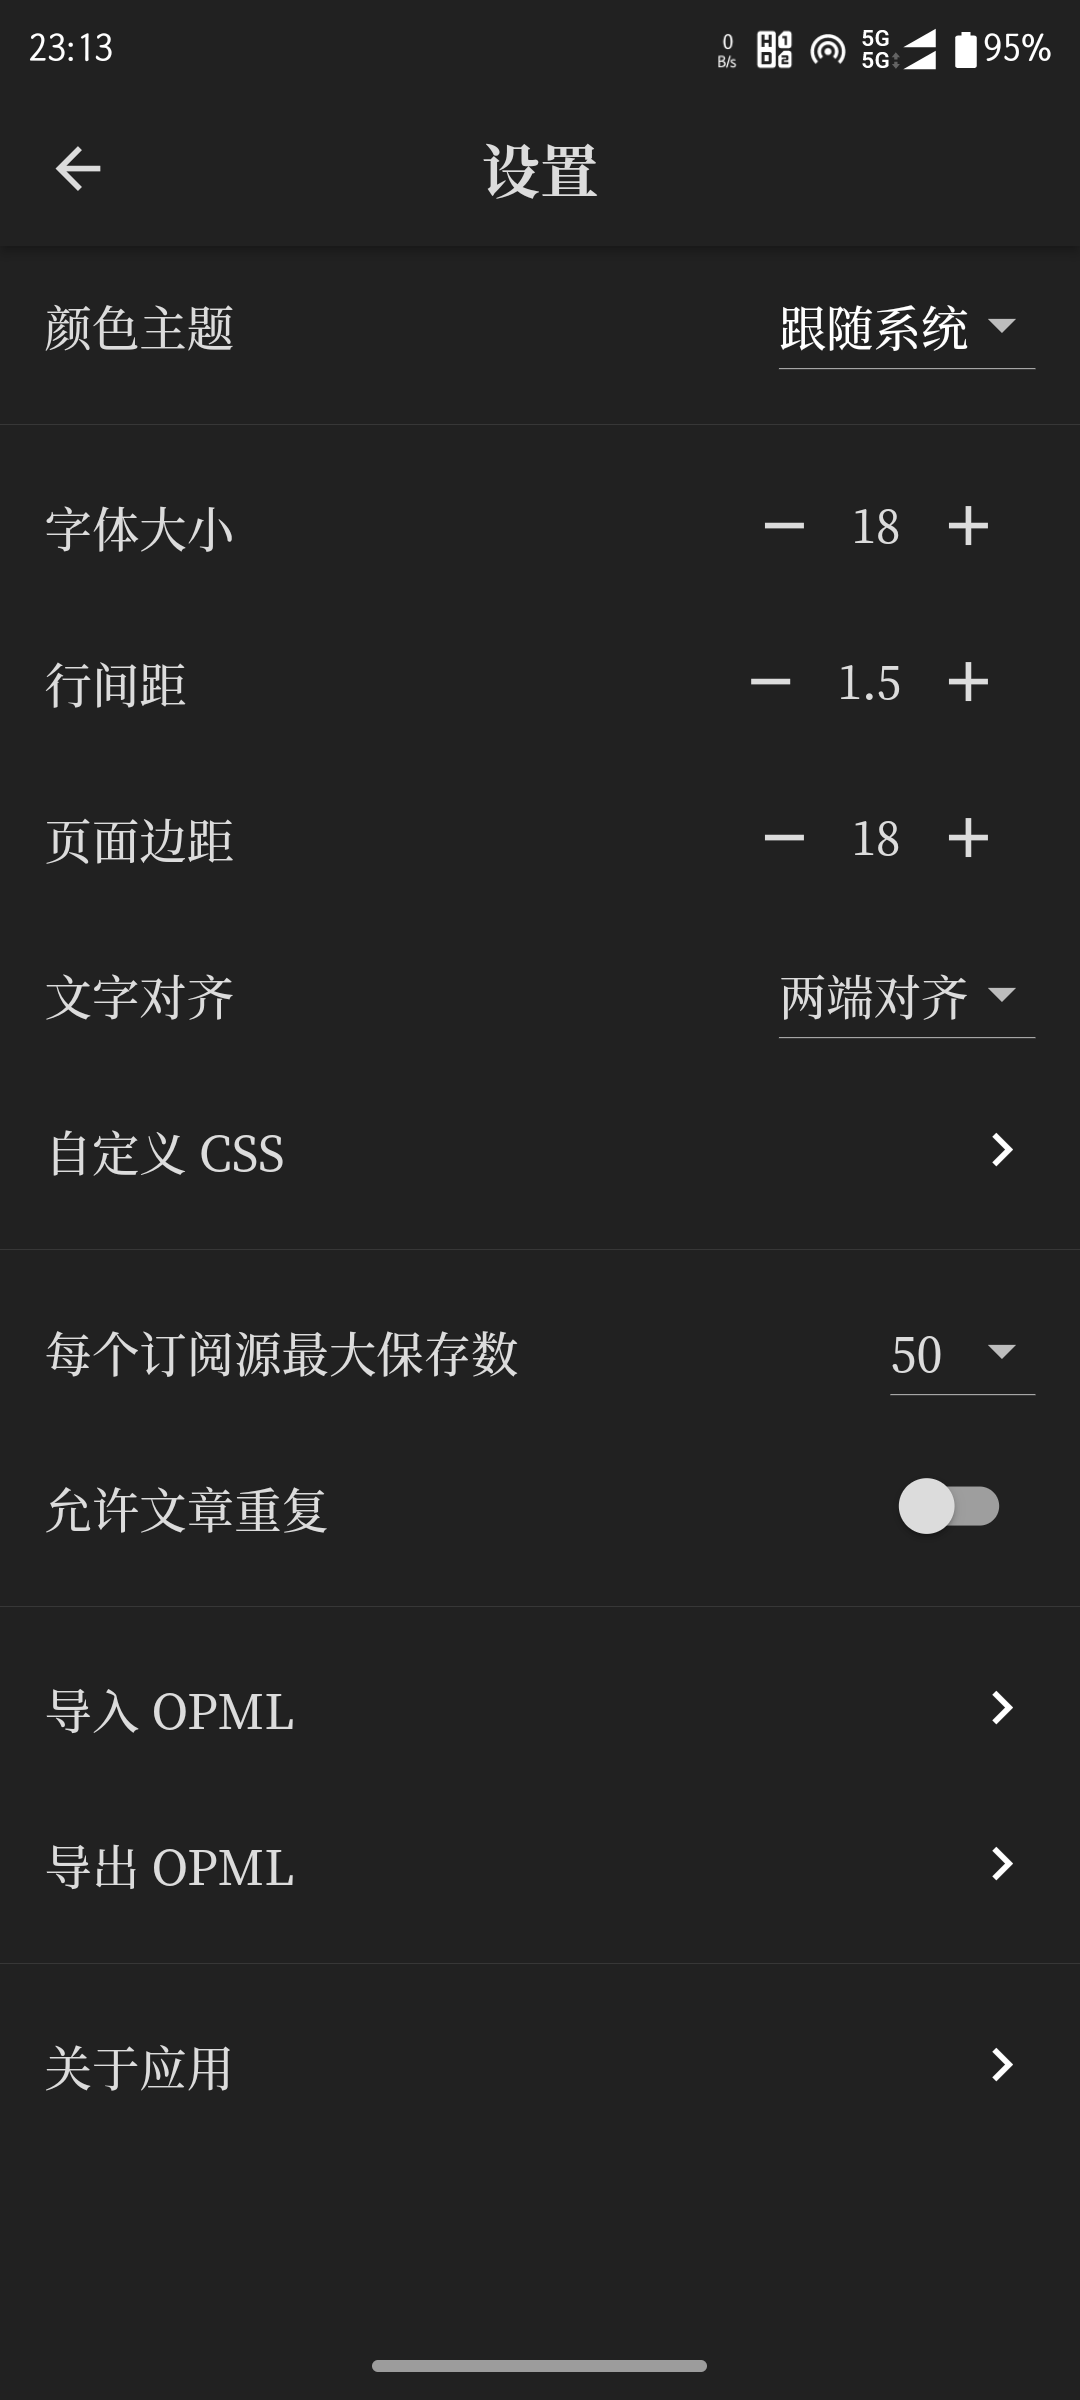 23:13
0
B/s
HD 1 2
5G
5G
95%
设置
颜色主题
跟随系统
字体大小
18
行间距
1.5
页面边距
18
文字对齐
两端对齐
自定义 CSS
每个订阅源最大保存数
50
允许文章重复
导入 OPML
导出 OPML
关于应用